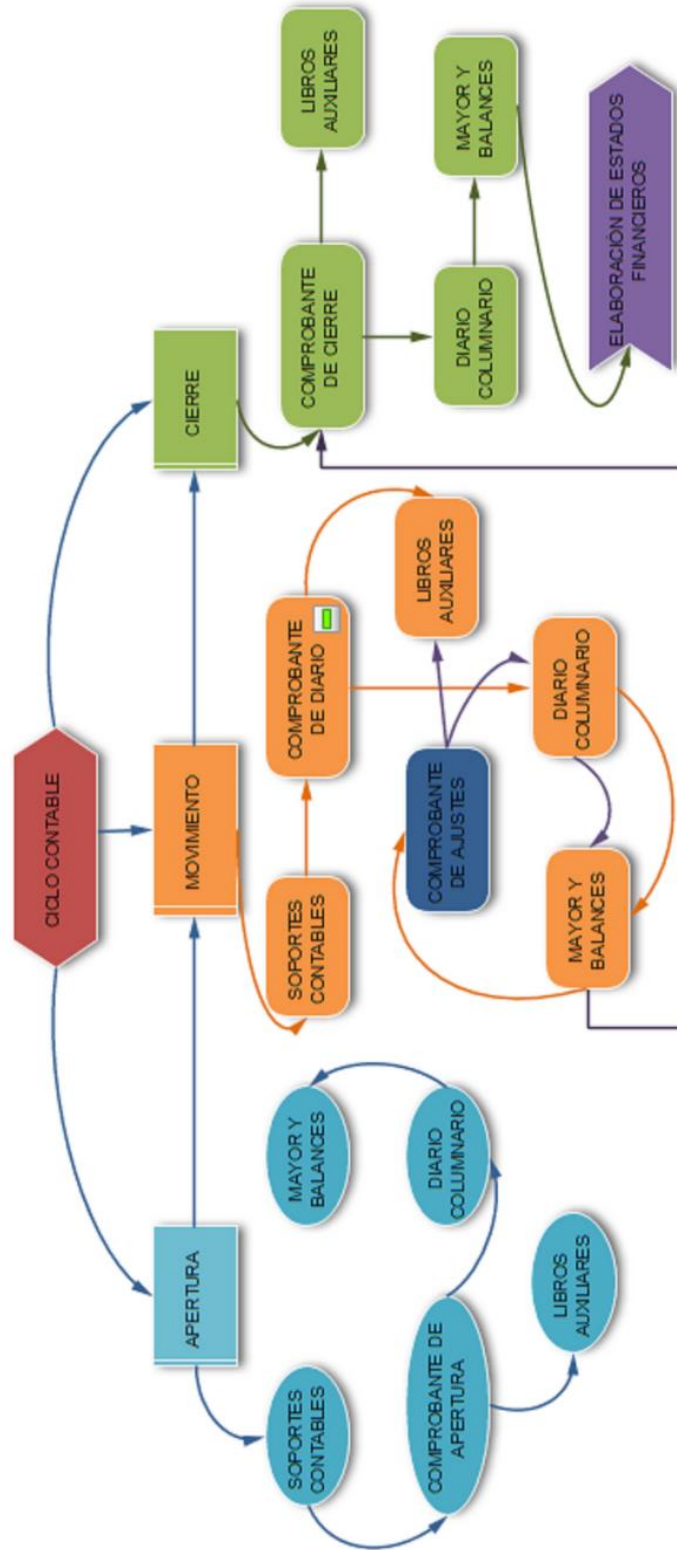 CICLO CONTABLE
APERTURA
MOVIMIENTO
CIERRE
SOPORTES
CONTABLES
COMPROBANTE DE
APERTURA
LIBROS
AUXILIARES
DIARIO
COLUMNARIO
MAYOR Y
BALANCES
SOPORTES
CONTABLES
COMPROBANTE
DE DIARIO
LIBROS
AUXILIARES
COMPROBANTE
DE AJUSTES
DIARIO
COLUMNARIO
MAYOR Y
BALANCES
COMPROBANTE
DE CIERRE
LIBROS
AUXILIARES
DIARIO
COLUMNARIO
MAYOR Y
BALANCES
ELABORACIÓN DE ESTADOS
FINANCIEROS